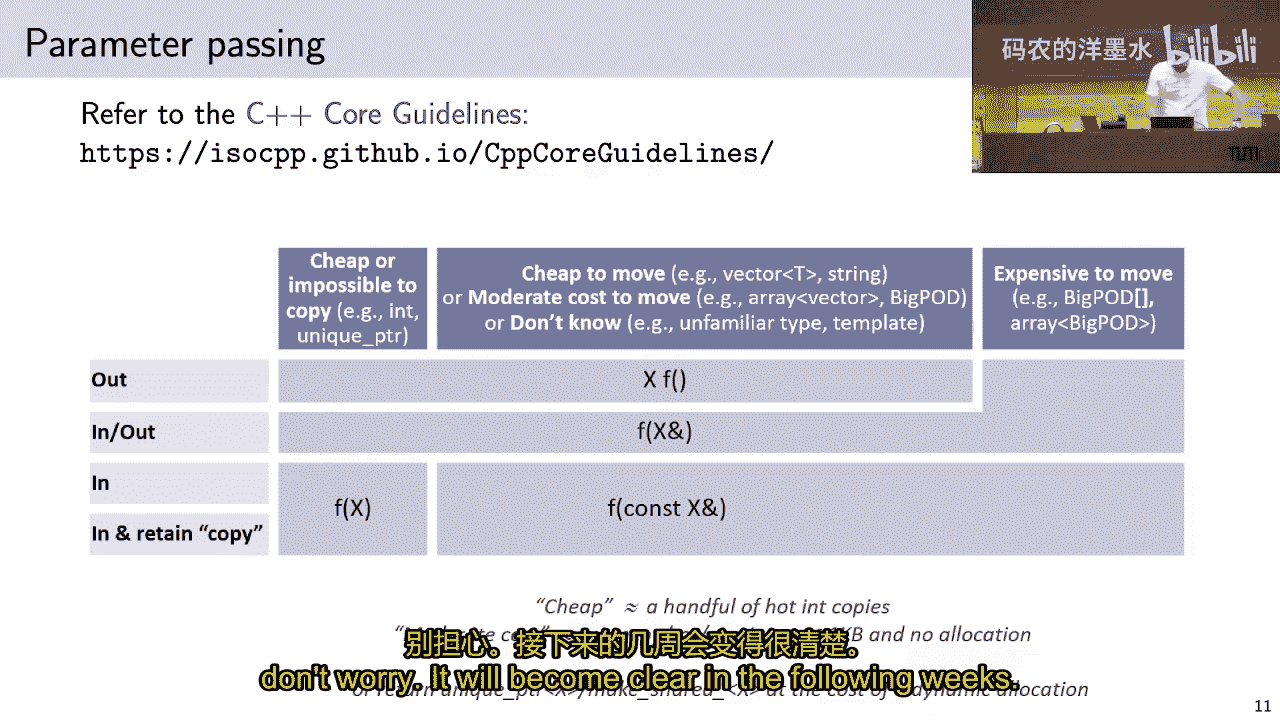 Parameter passing
码农的洋墨水 bilibili
TUM
Refer to the C++ Core Guidelines:
https://isocpp.github.io/CppCoreGuidelines/
Cheap or
impossible to
copy (e.g., int,
unique_ptr)
Cheap to move (e.g., vector<T>, string)
or Moderate cost to move (e.g., array<vector>, BigPOD)
or Don't know (e.g., unfamiliar type, template)
Expensive to move
(e.g., BigPOD[],
array<BigPOD>)
Out
X f()
In/Out
f(X&)
In
f(X)
f(const X&)
In & retain "copy"
"Cheap" ≈ a handful of hot int copies
KB and no allocation
别担心。接下来的几周会变得很清楚。
don't worry. It will become clear in the following weeks.
allocation
11